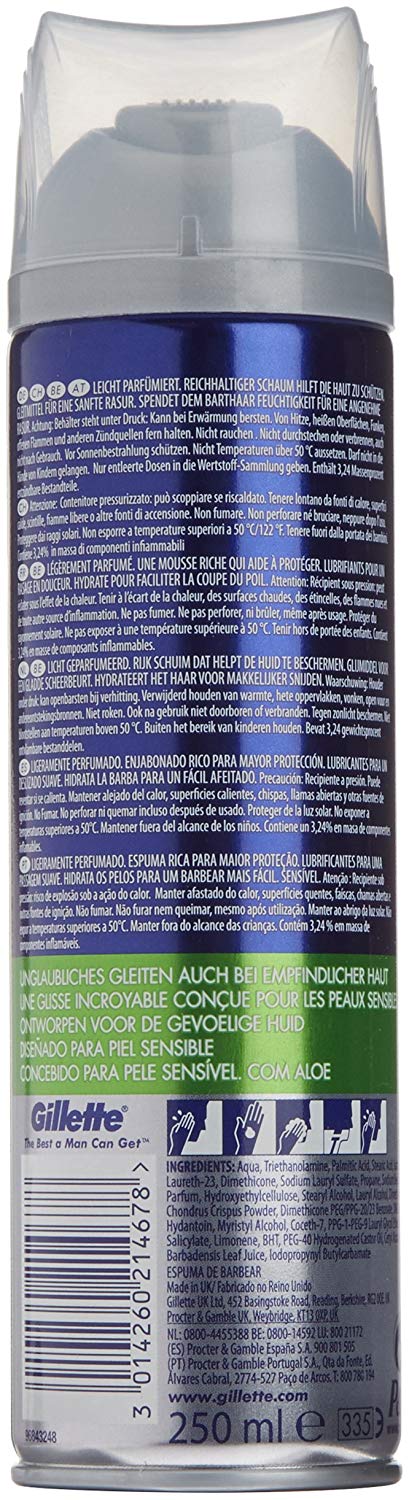 DE CH BE AT LEICHT PARFÜMIERT. REICHHALTIGER SCHAUM HILFT DIE HAUT ZU SCHÜTZEN.
GLEITMITTEL FÜR EINE SANFTE RASUR. SPENDET DEM BARTHAAR FEUCHTIGKEIT FÜR EINE ANGENEHME
RASUR. Achtung: Behälter steht unter Druck: Kann bei Erwärmung bersten. Von Hitze, heißen Oberflächen, Funken,
offenen Flammen und anderen Zündquellen fern halten. Nicht rauchen. Nicht durchstechen oder verbrennen, auch
nach Gebrauch. Vor Sonnenbestrahlung schützen. Nicht Temperaturen über 50 °C aussetzen. Darf nicht in die
Hände von Kindern gelangen. Nur entleerte Dosen in die Wertstoff-Sammlung geben. Enthält 3,24 Massenprozent
entzündbare Bestandteile.
CH Attenzione: Contenitore pressurizzato: può scoppiare se riscaldato. Tenere lontano da fonti di calore, superfici
calde, scintille, fiamme libere o altre fonti di accensione. Non fumare. Non perforare né bruciare, neppure dopo l'uso.
Proteggere dai raggi solari. Non esporre a temperature superiori a 50 °C/122 °F. Tenere fuori dalla portata dei bambini.
Contiene 3,24% in massa di componenti infiammabili
BE LÉGÈREMENT PARFUMÉ. UNE MOUSSE RICHE QUI AIDE À PROTÉGER. LUBRIFIANTS POUR UN
RASAGE EN DOUCEUR. HYDRATE POUR FACILITER LA COUPE DU POIL. Attention: Récipient sous pression: peut
éclater sous l'effet de la chaleur. Tenir à l'écart de la chaleur, des surfaces chaudes, des étincelles, des flammes nues et
de toute autre source d'inflammation. Ne pas fumer. Ne pas perforer, ni brûler, même après usage. Protéger du
rayonnement solaire. Ne pas exposer à une température supérieure à 50 °C. Tenir hors de portée des enfants. Contient
3,24% en masse de composants inflammables.
NL BE LICHT GEPARFUMEERD. RIJK SCHUIM DAT HELPT DE HUID TE BESCHERMEN. GLIJMIDDEL VOOR
EEN GLADDE SCHEERBEURT. HYDRATEERT HET HAAR VOOR MAKKELIJKER SNIJDEN. Waarschuwing: Houder
onder druk: kan openbarsten bij verhitting. Verwijderd houden van warmte, hete oppervlakken, vonken, open vuur en
andere ontstekingsbronnen. Niet roken. Ook na gebruik niet doorboren of verbranden. Tegen zonlicht beschermen. Niet
blootstellen aan temperaturen boven 50 °C. Buiten het bereik van kinderen houden. Bevat 3,24 gewichtsprocent
ontvlambare bestanddelen.
ES LIGERAMENTE PERFUMADO. ENJABONADO RICO PARA MAYOR PROTECCIÓN. LUBRICANTES PARA UN
DESLIZADO SUAVE. HIDRATA LA BARBA PARA UN FÁCIL AFEITADO. Precaución: Recipiente a presión. Puede
reventar si se calienta. Mantener alejado del calor, superficies calientes, chispas, llamas abiertas y otras fuentes de
ignición. No fumar. No perforar ni quemar incluso después de usado. Proteger de la luz solar. No exponer a
temperaturas superiores a 50°C. Mantener fuera del alcance de los niños. Contiene un 3,24% en masa de componentes
inflamables.
PT LIGEIRAMENTE PERFUMADO. ESPUMA RICA PARA MAIOR PROTEÇÃO. LUBRIFICANTES PARA UMA
PASSAGEM SUAVE. HIDRATA OS PELOS PARA UM BARBEAR MAIS FÁCIL. SENSÍVEL. Atenção: Recipiente sob
pressão: risco de explosão sob a ação do calor. Manter afastado do calor, superfícies quentes, faíscas, chamas abertas e
outras fontes de ignição. Não Fumar. Não furar nem queimar, mesmo após utilização. Manter ao abrigo da luz solar. Não
expor a temperaturas superiores a 50°C. Manter fora do alcance das crianças. Contém 3,24 % em massa de
componentes inflamáveis.
UNGLAUBLICHES GLEITEN AUCH BEI EMPFINDLICHER HAUT
UNE GLISSE INCROYABLE CONÇUE POUR LES PEAUX SENSIBLES
ONTWORPEN VOOR DE GEVOELIGE HUID
DISEÑADO PARA PIEL SENSIBLE
CONCEBIDO PARA PELE SENSÍVEL. COM ALOE
Gillette®
The Best a Man Can Get™
INGREDIENTS: Aqua, Triethanolamine, Palmitic Acid, Stearic Acid,
Laureth-23, Dimethicone, Sodium Lauryl Sulfate, Propane,
Parfum, Hydroxyethylcellulose, Stearyl Alcohol, Lauryl Alcohol,
Chondrus Crispus Powder, Dimethicone PEG/PPG-20/23 Benzoate, DM
Hydantoin, Myristyl Alcohol, Coceth-7, PPG-1-PEG-9 Lauryl Glycol
Salicylate, Limonene, BHT, PEG-40 Hydrogenated Castor Oil,
Barbadensis Leaf Juice, Iodopropynyl Butylcarbamate
ESPUMA DE BARBEAR
Made in UK/ Fabricado no Reino Unido
Gillette UK Ltd, 452 Basingstoke Road, Reading, Berkshire, RG2 0QE, UK
Procter & Gamble UK, Weybridge, KT13 0XP, UK
NL: 0800-4455388 BE: 0800-14592 LU: 800 21172
(ES) Procter & Gamble España S.A. 900 801 505
(PT) Procter & Gamble Portugal S.A., Qta da Fonte, Ed.
Álvares Cabral, 2774-527 Paço de Arcos. T: 800 780 194
www.gillette.com
250 ml e 335
3 014260 214678 >
96843248